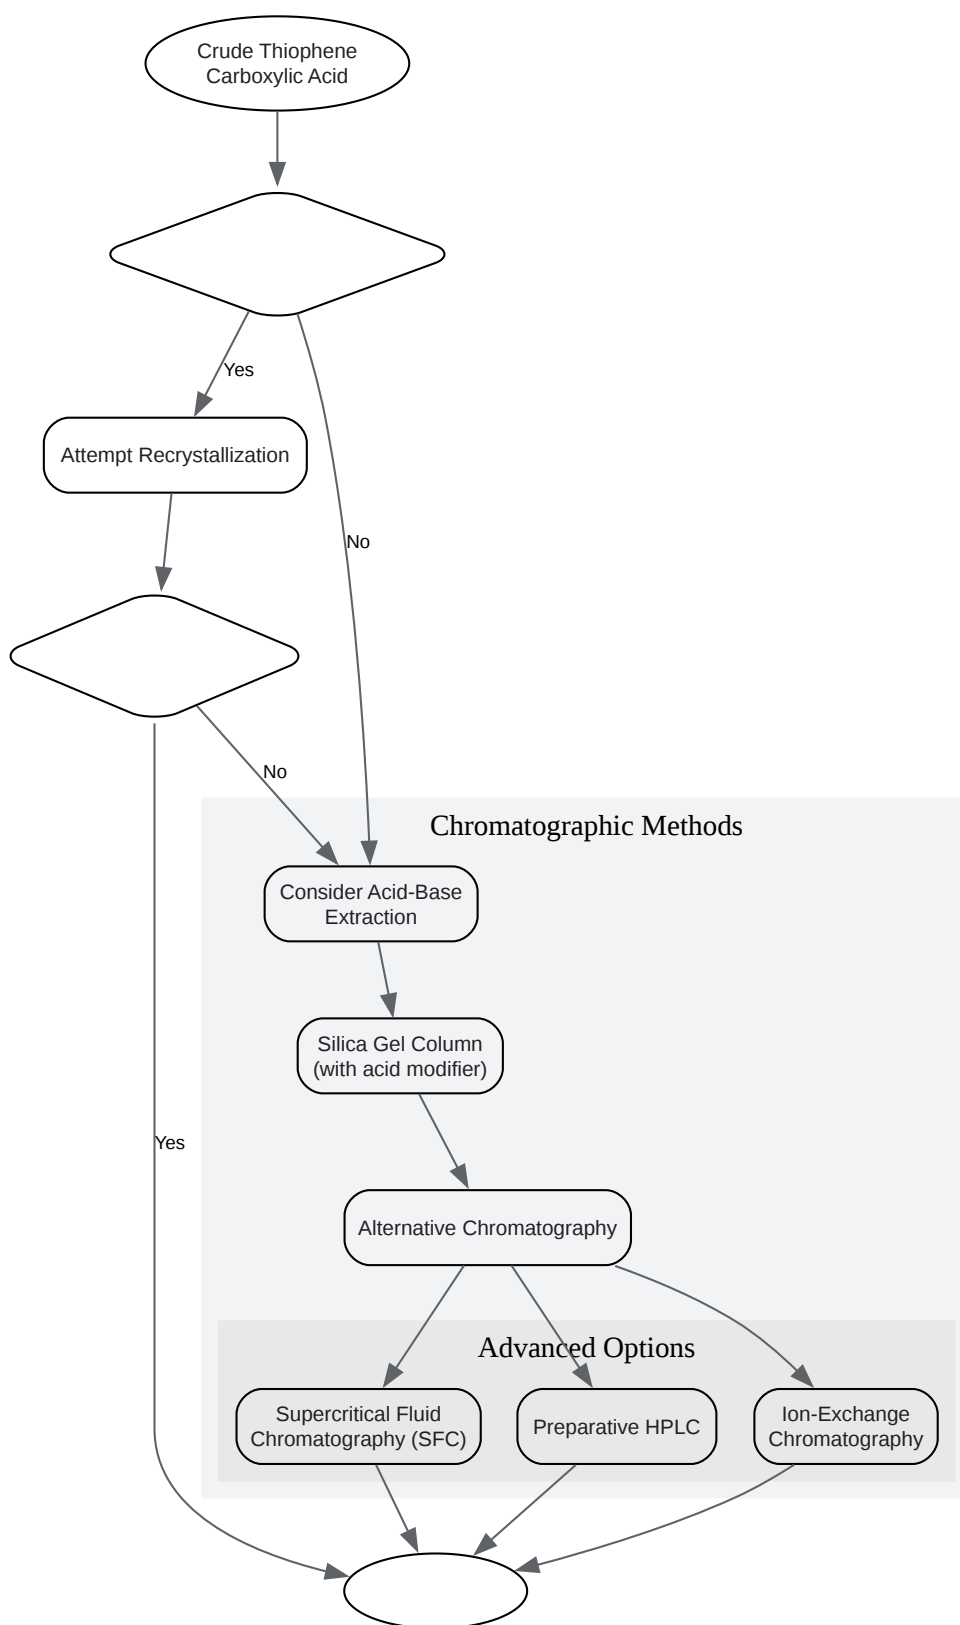 Crude Thiophene
Carboxylic Acid
Yes
Attempt Recrystallization
No
No
Chromatographic Methods
Consider Acid-Base
Extraction
Silica Gel Column
(with acid modifier)
Yes
Alternative Chromatography
Advanced Options
Supercritical Fluid
Chromatography (SFC)
Preparative HPLC
Ion-Exchange
Chromatography